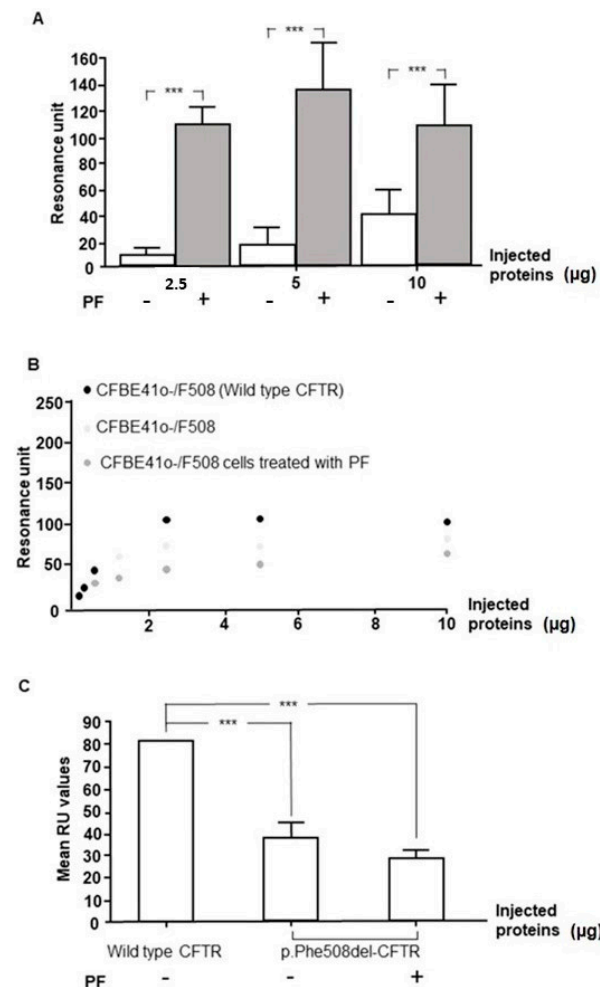 A
*** *** ***
Resonance unit
160
140
120
100
80
60
40
20
0
2.5 5 10
Injected proteins (µg)
PF - + - + - +
B
CFBE41o-/F508 (Wild type CFTR)
CFBE41o-/F508
CFBE41o-/F508 cells treated with PF
Resonance unit
250
200
150
100
50
0
2 4 6 8 10
Injected proteins (µg)
C
***
***
Mean RU values
90
80
70
60
50
40
30
20
10
0
Wild type CFTR p.Phe508del-CFTR
Injected proteins (µg)
PF - - +